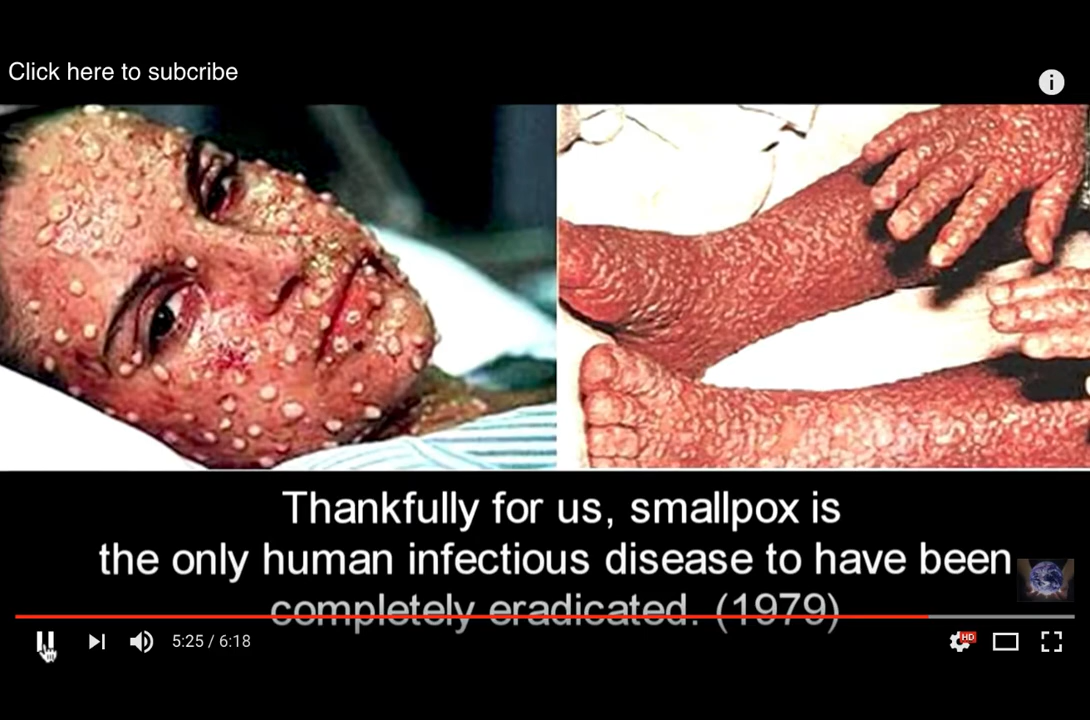 Click here to subcribe
i
Thankfully for us, smallpox is
the only human infectious disease to have been
completely eradicated. (1979)
5:25 / 6:18
HD